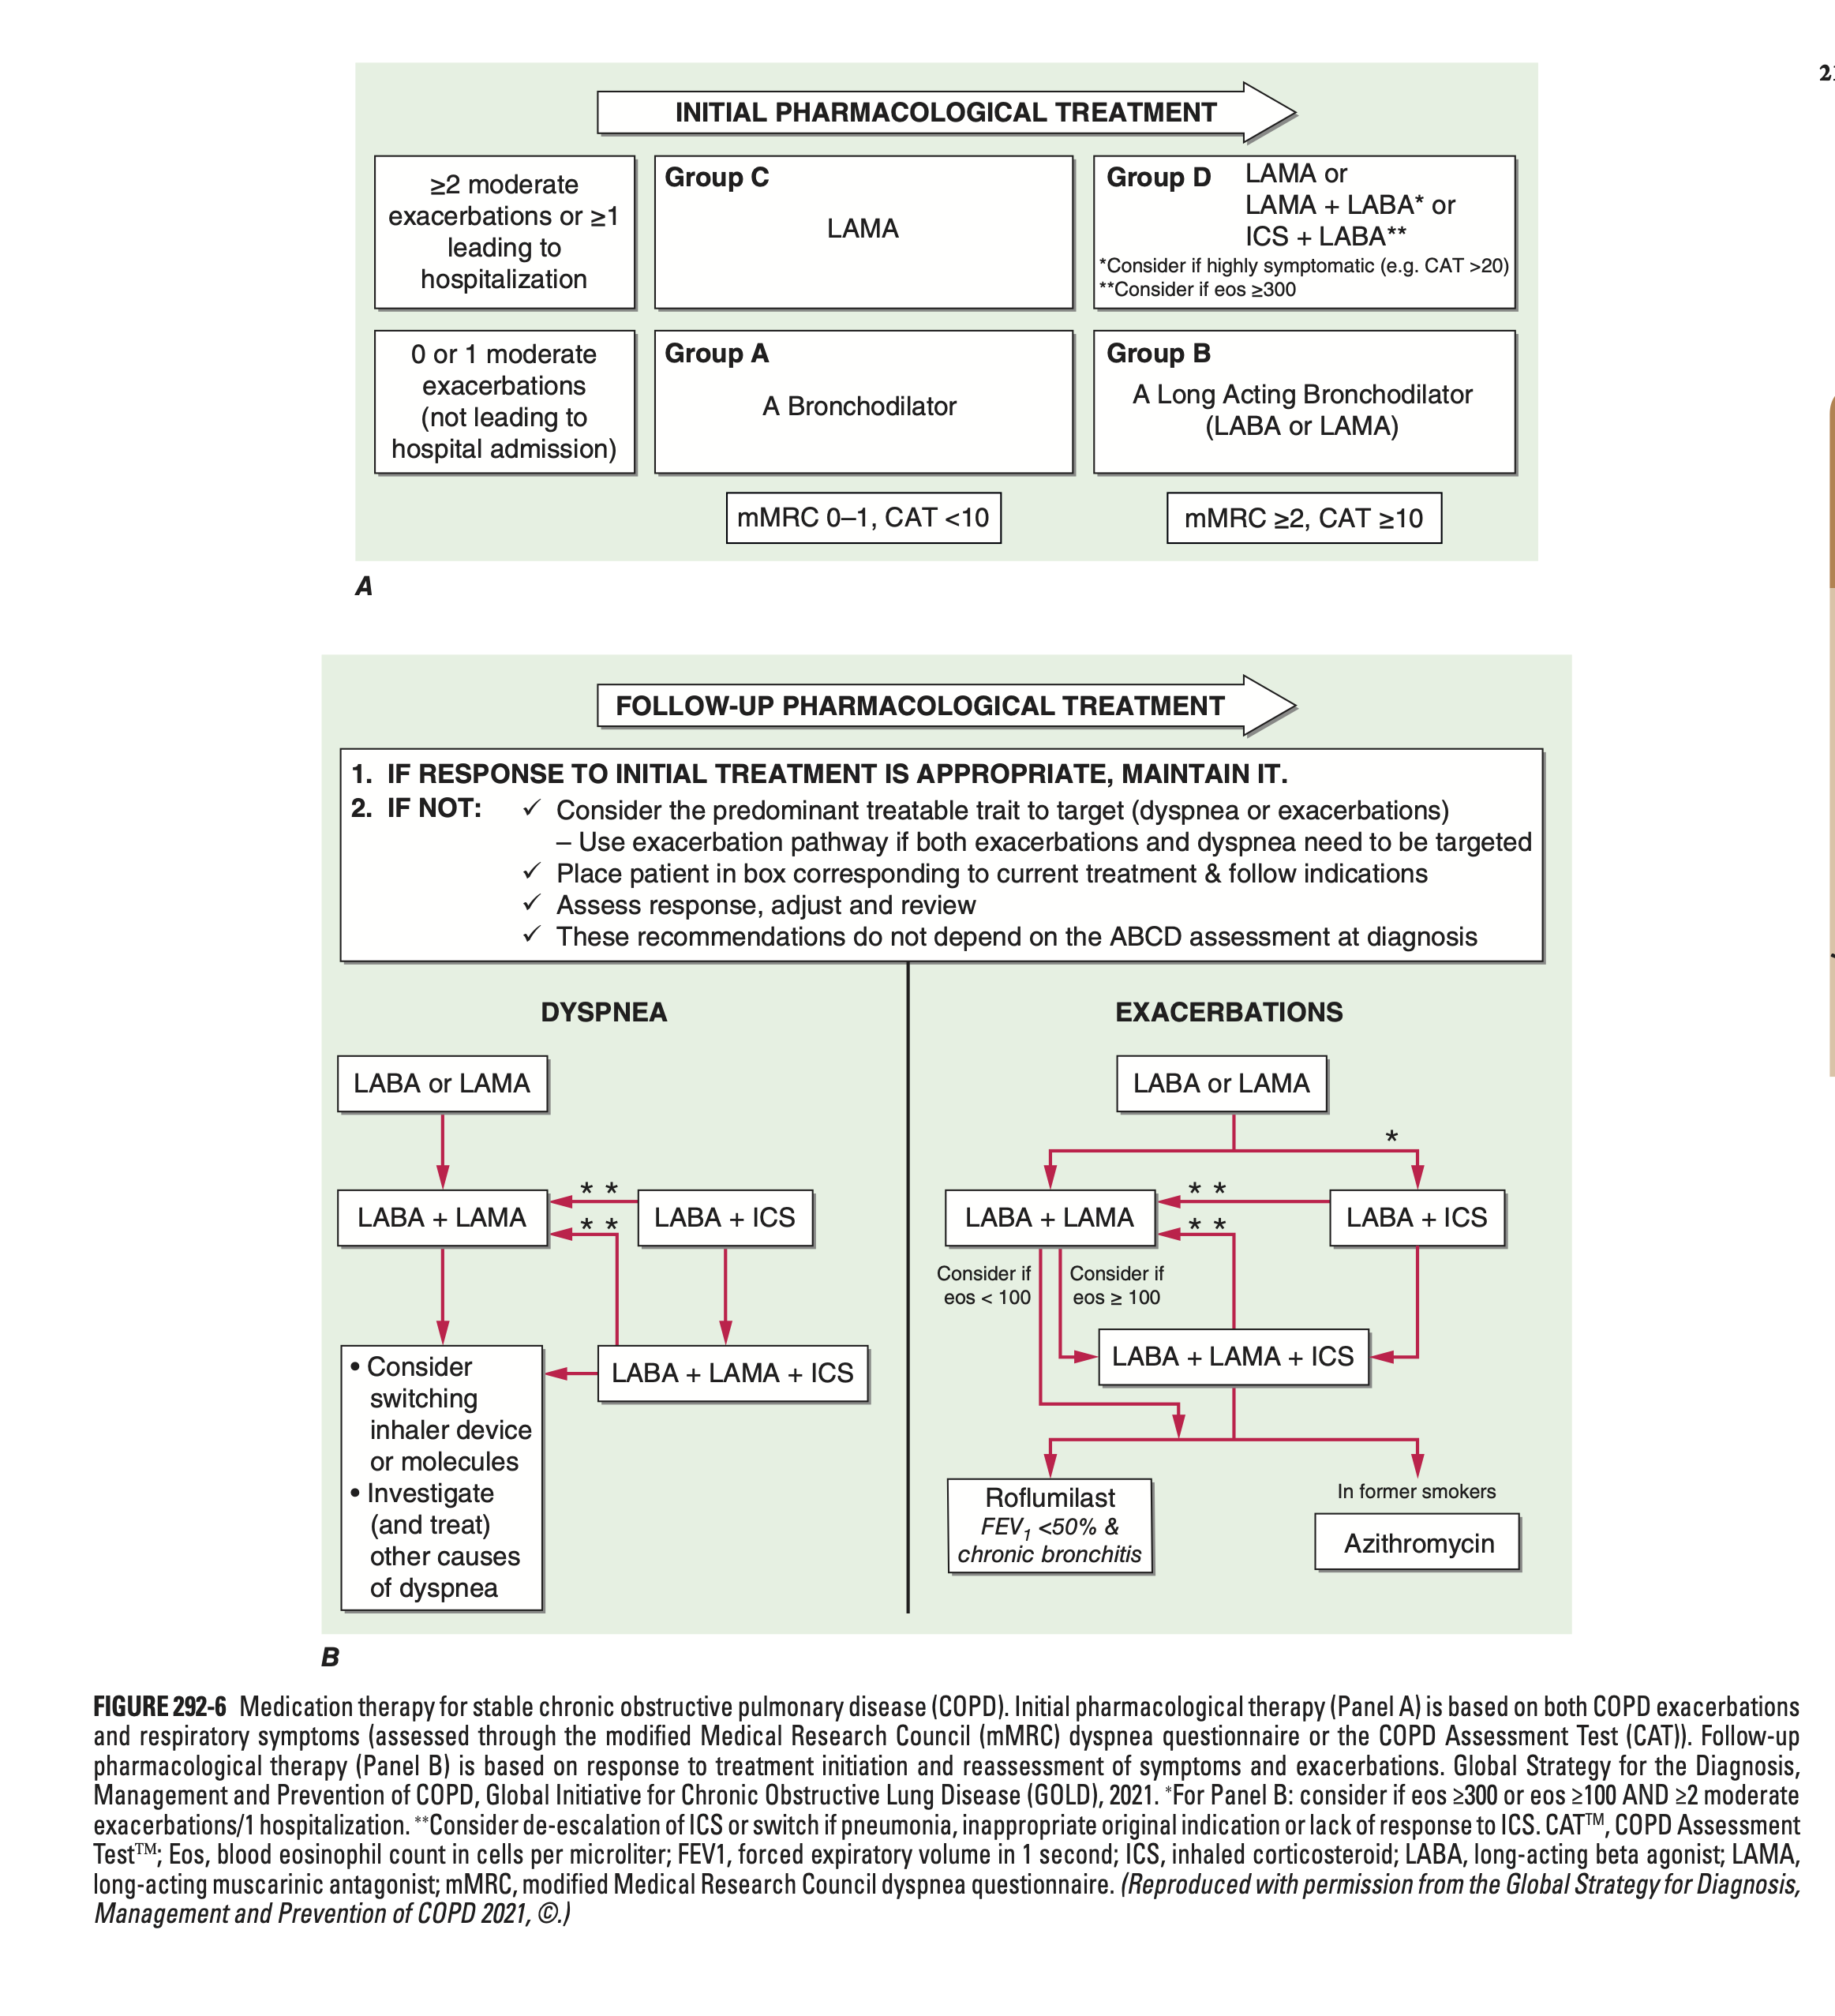 INITIAL PHARMACOLOGICAL TREATMENT
≥2 moderate
exacerbations or ≥1
leading to
hospitalization
Group C
LAMA
Group D
LAMA or
LAMA + LABA* or
ICS + LABA**
*Consider if highly symptomatic (e.g. CAT >20)
**Consider if eos ≥300
0 or 1 moderate
exacerbations
(not leading to
hospital admission)
Group A
A Bronchodilator
Group B
A Long Acting Bronchodilator
(LABA or LAMA)
mMRC 0–1, CAT <10
mMRC ≥2, CAT ≥10
A
FOLLOW-UP PHARMACOLOGICAL TREATMENT
1. IF RESPONSE TO INITIAL TREATMENT IS APPROPRIATE, MAINTAIN IT.
2. IF NOT: ✓ Consider the predominant treatable trait to target (dyspnea or exacerbations)
– Use exacerbation pathway if both exacerbations and dyspnea need to be targeted
✓ Place patient in box corresponding to current treatment & follow indications
✓ Assess response, adjust and review
✓ These recommendations do not depend on the ABCD assessment at diagnosis
DYSPNEA
LABA or LAMA
LABA + LAMA
* *
* *
LABA + ICS
• Consider
switching
inhaler device
or molecules
• Investigate
(and treat)
other causes
of dyspnea
LABA + LAMA + ICS
EXACERBATIONS
LABA or LAMA
*
LABA + LAMA
* *
* *
LABA + ICS
Consider if
eos < 100
Consider if
eos ≥ 100
LABA + LAMA + ICS
Roflumilast
FEV1 <50% &
chronic bronchitis
In former smokers
Azithromycin
B
FIGURE 292-6 Medication therapy for stable chronic obstructive pulmonary disease (COPD). Initial pharmacological therapy (Panel A) is based on both COPD exacerbations
and respiratory symptoms (assessed through the modified Medical Research Council (mMRC) dyspnea questionnaire or the COPD Assessment Test (CAT)). Follow-up
pharmacological therapy (Panel B) is based on response to treatment initiation and reassessment of symptoms and exacerbations. Global Strategy for the Diagnosis,
Management and Prevention of COPD, Global Initiative for Chronic Obstructive Lung Disease (GOLD), 2021. *For Panel B: consider if eos ≥300 or eos ≥100 AND ≥2 moderate
exacerbations/1 hospitalization. **Consider de-escalation of ICS or switch if pneumonia, inappropriate original indication or lack of response to ICS. CAT™, COPD Assessment
Test™; Eos, blood eosinophil count in cells per microliter; FEV1, forced expiratory volume in 1 second; ICS, inhaled corticosteroid; LABA, long-acting beta agonist; LAMA,
long-acting muscarinic antagonist; mMRC, modified Medical Research Council dyspnea questionnaire. (Reproduced with permission from the Global Strategy for Diagnosis,
Management and Prevention of COPD 2021, ©.)